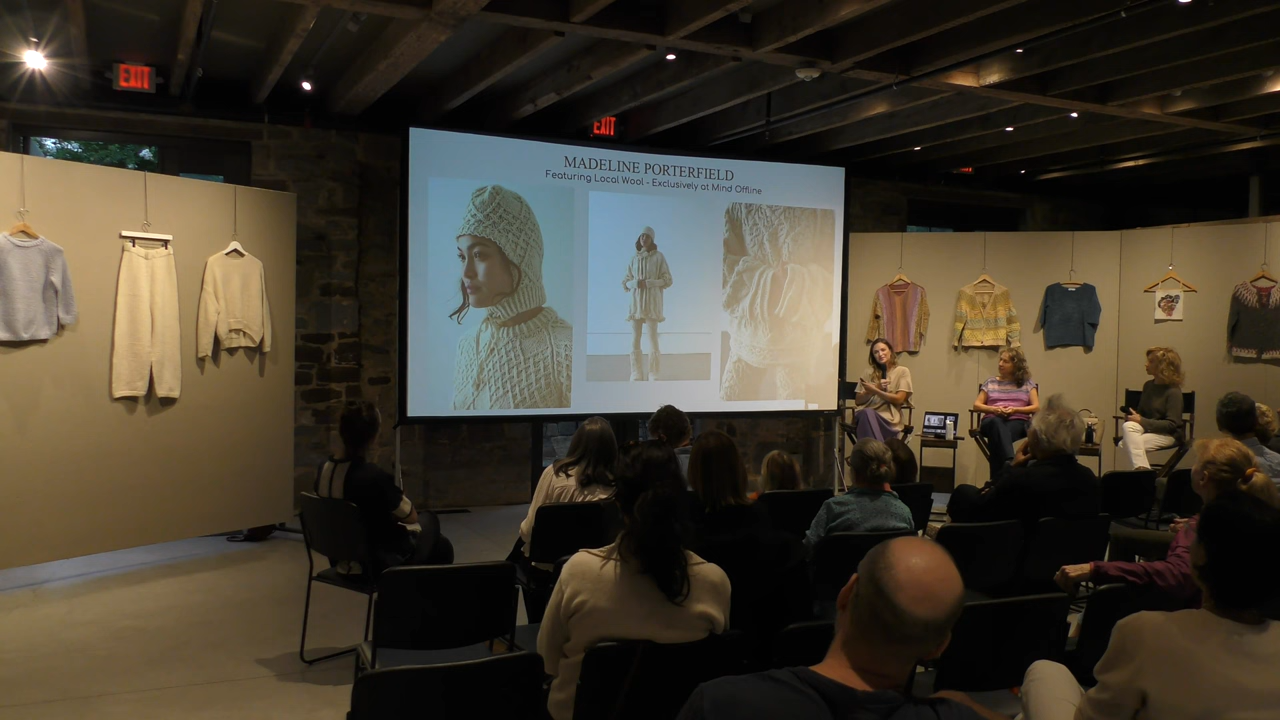 EXIT
EXIT
MADELINE PORTERFIELD
Featuring Local Wool - Exclusively at Mind Offline